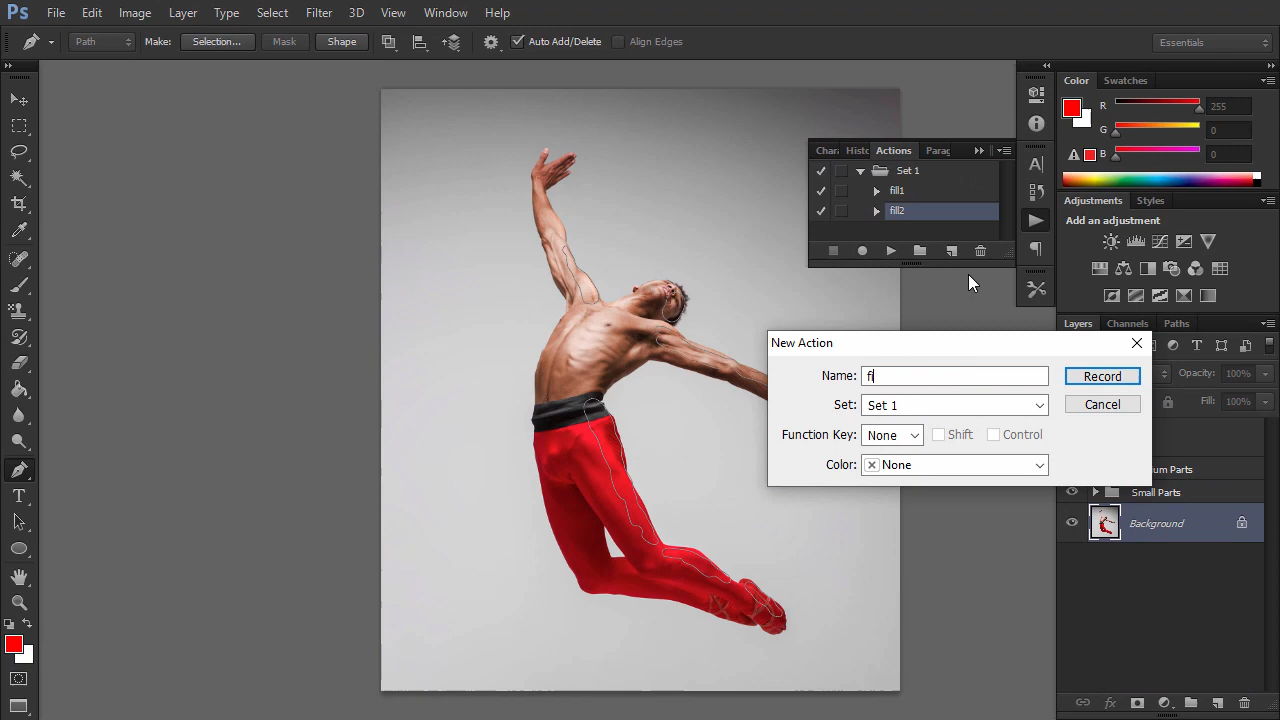 Ps File Edit Image Layer Type Select Filter 3D View Window Help
Path Make: Selection... Mask Shape Auto Add/Delete Align Edges Essentials
Color Swatches
R 255
G 0
B 0
Hist Actions Para
Set 1
fill1
fill2
Adjustments Styles
Add an adjustment
Layers Channels Paths
Opacity: 100%
Fill: 100%
Parts
Small Parts
Background
New Action
Name: fi
Record
Set: Set 1
Cancel
Function Key: None Shift Control
Color: None